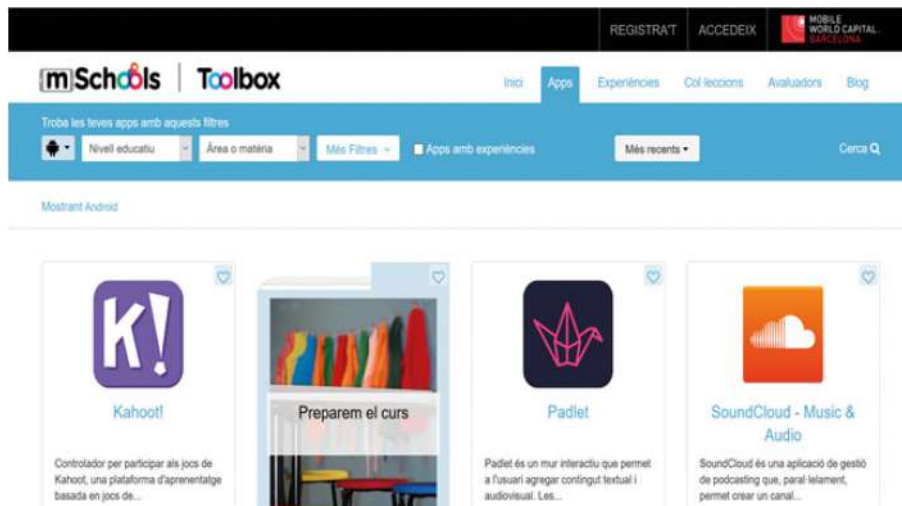 REGISTRA'T ACCEDEIX MOBILE
WORLD CAPITAL.
BARCELONA
mSchools | Toolbox
Inici Apps Experiències Col·leccions Avaluadors Blog
Troba les teves apps amb aquests filtres
Nivell educatiu Àrea o matèria Més Filtres Apps amb experiències Més recents Cerca
Mostrant Android
K!
Kahoot!
Controlador per participar als jocs de
Kahoot, una plataforma d'aprenentatge
basada en jocs de...
Preparem el curs
Padlet
Padlet és un mur interactiu que permet
a l'usuari agregar contingut textual i
audiovisual. Les...
SoundCloud - Music &
Audio
SoundCloud és una aplicació de gestió
de podcasting que, paral·lelament,
permet crear un canal...